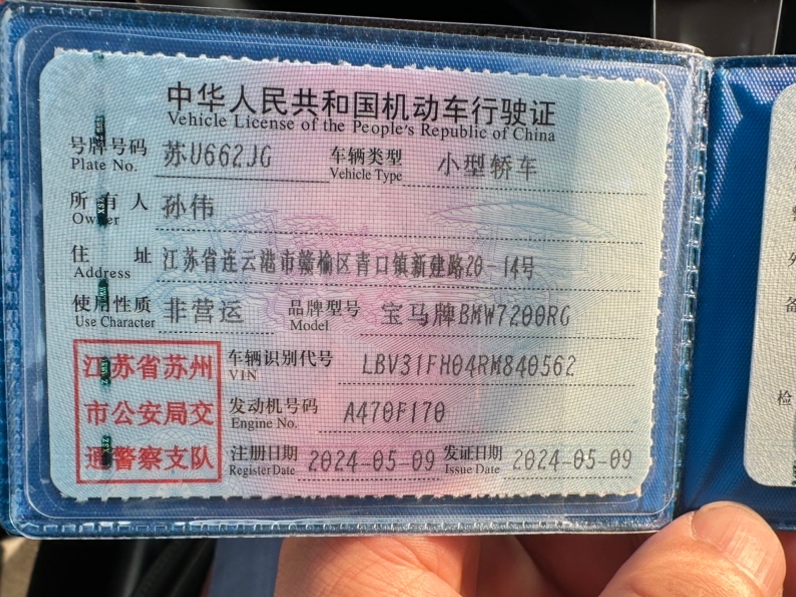 中华人民共和国机动车行驶证
Vehicle License of the People's Republic of China
号牌号码 苏U662JG 车辆类型 小型轿车
Plate No. Vehicle Type
所有人 孙伟
Owner
住址 江苏省连云港市赣榆区青口镇新建路20-14号
Address
使用性质 非营运 品牌型号 宝马牌BMW7200RG
Use Character Model
江苏省苏州 车辆识别代号 LBV31FH04RM840562
VIN
市公安局交 发动机号码 A470F170
Engine No.
通警察支队 注册日期 2024-05-09 发证日期 2024-05-09
Register Date Issue Date
检